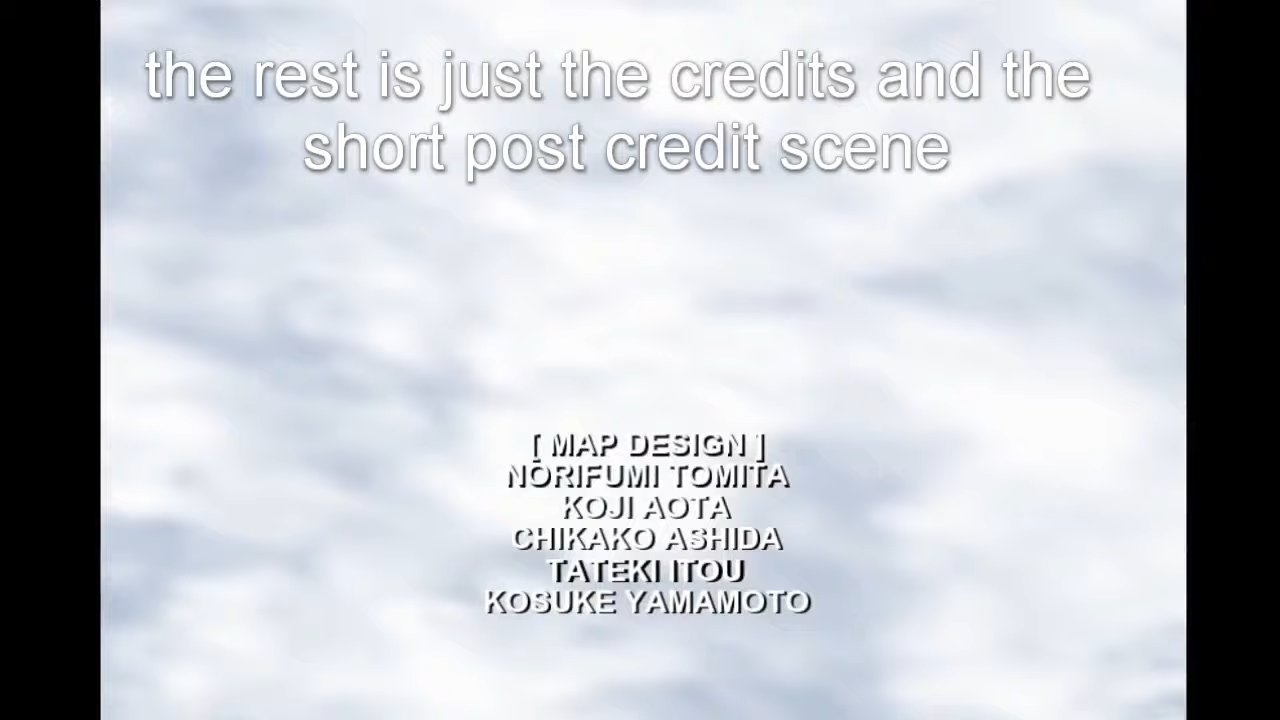 the rest is just the credits and the
short post credit scene
[ MAP DESIGN ]
NORIFUMI TOMITA
KOJI AOTA
CHIKAKO ASHIDA
TATEKI ITOU
KOSUKE YAMAMOTO